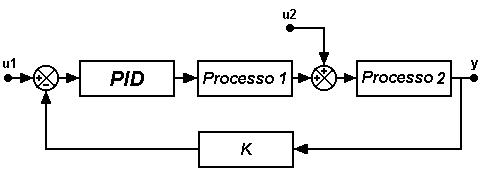 u2
u1
y
PID
Processo 1
Processo 2
K